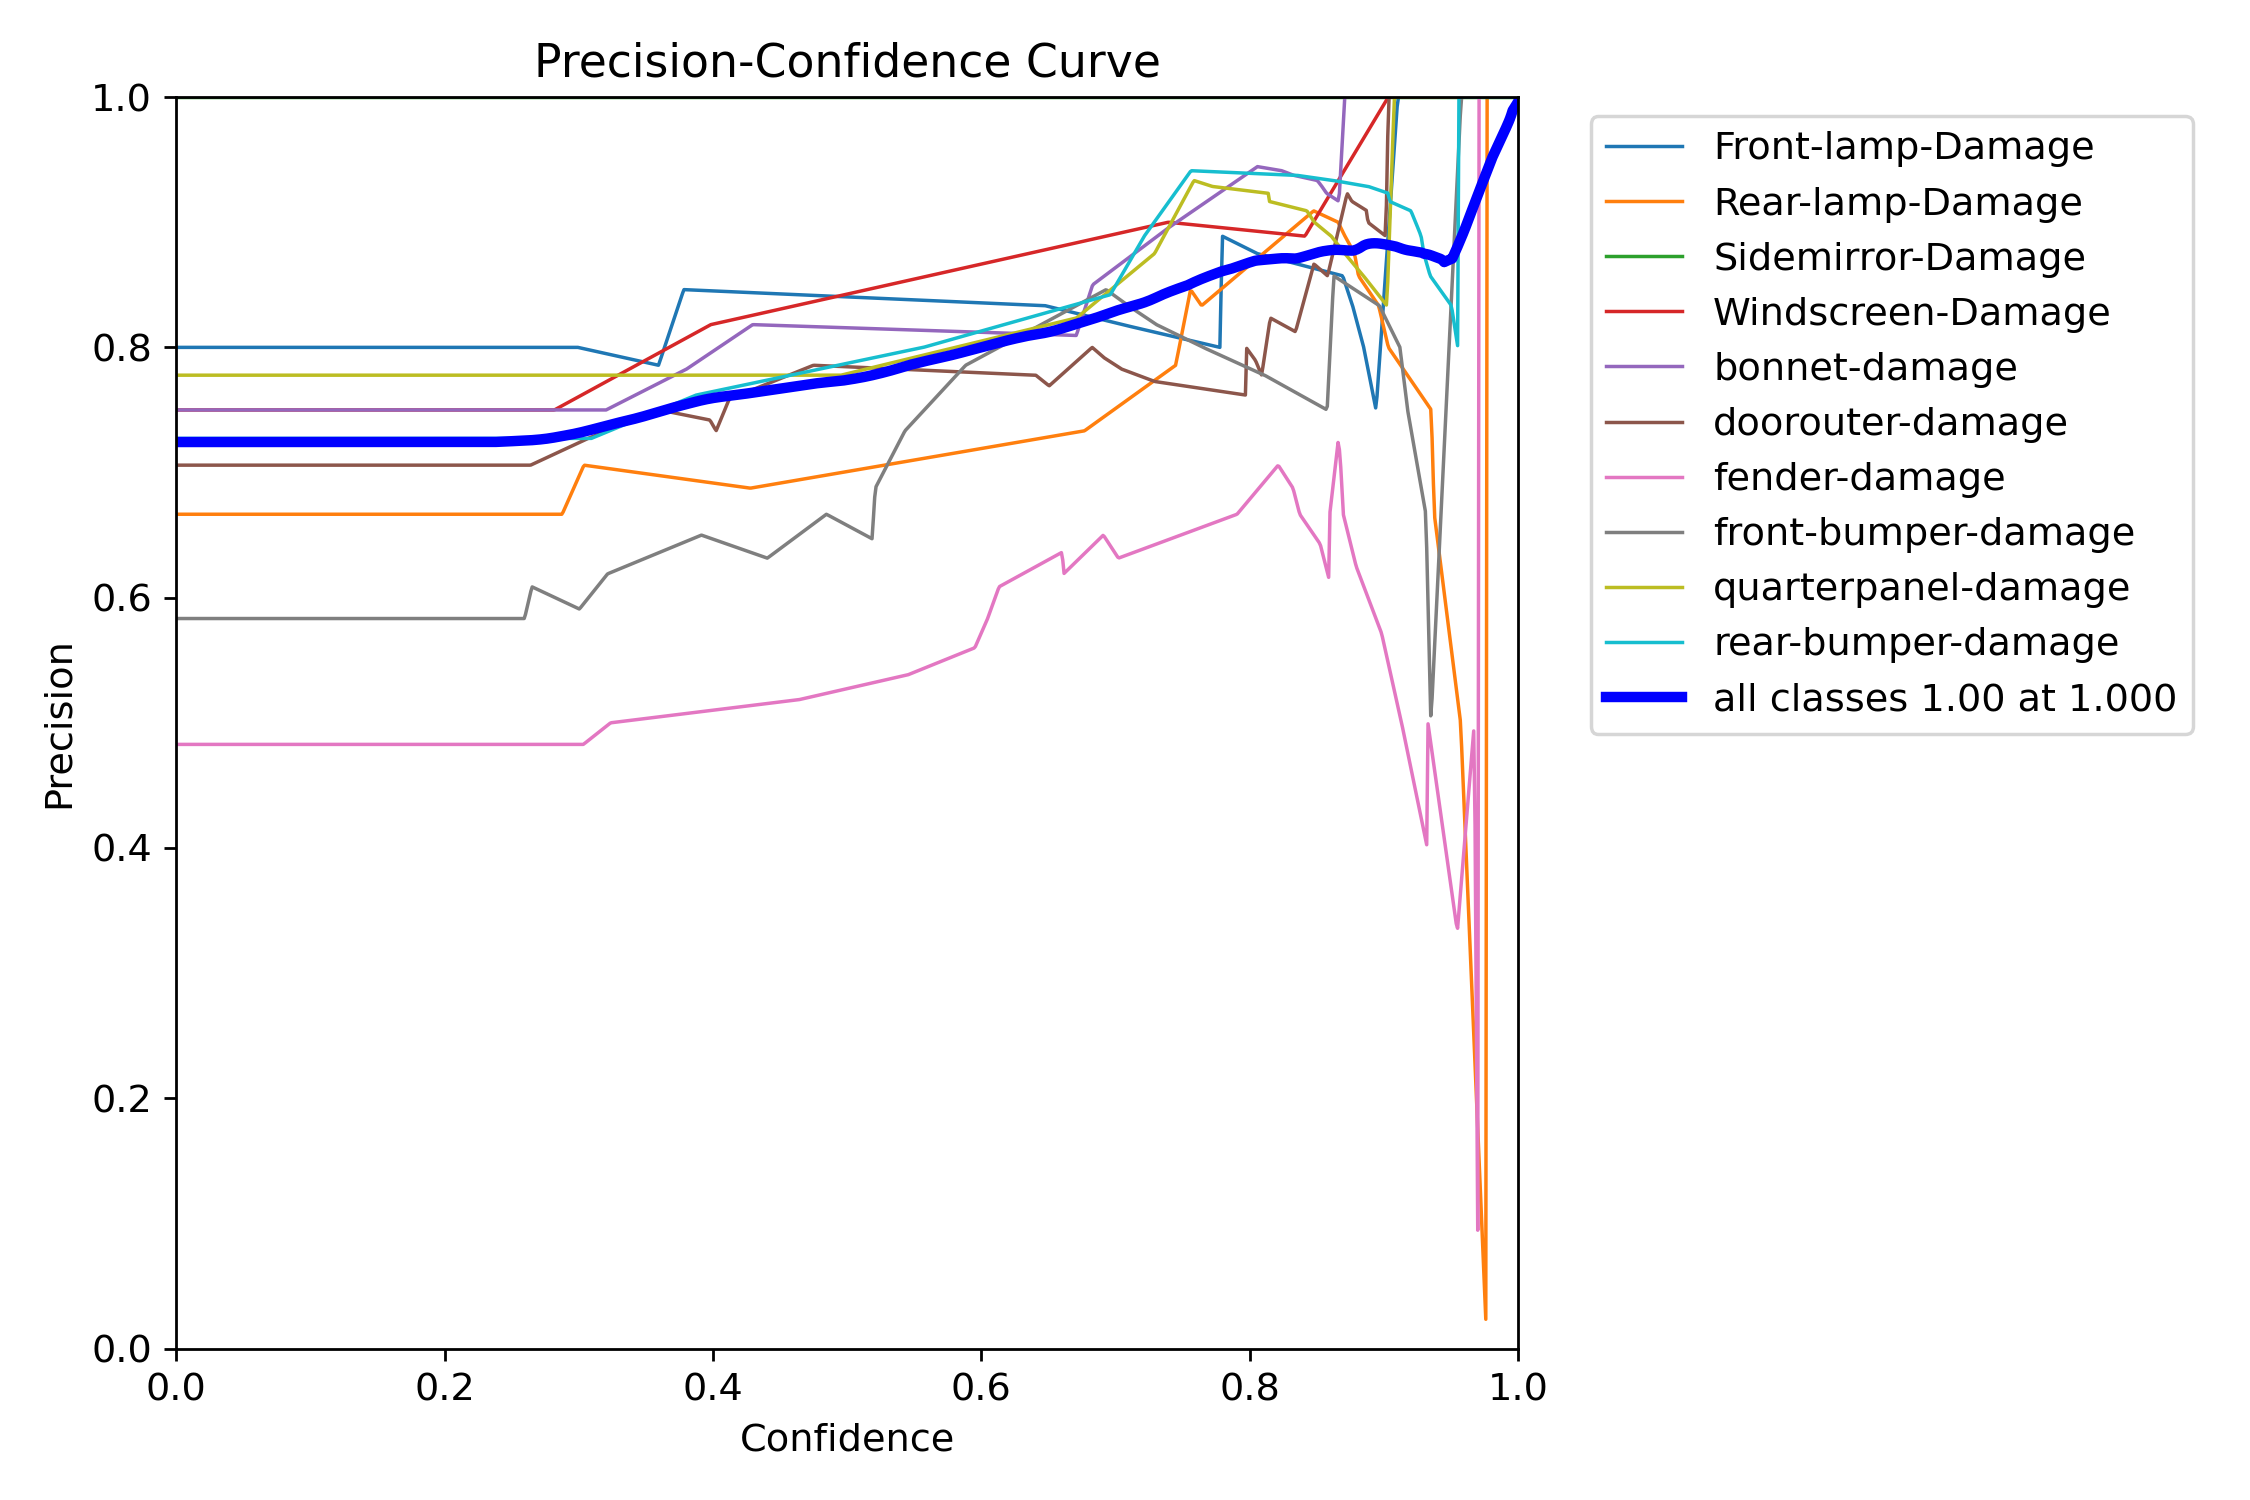 Precision-Confidence Curve
1.0
0.8
0.6
0.4
0.2
0.0
Precision
0.0 0.2 0.4 0.6 0.8 1.0
Confidence
Front-lamp-Damage
Rear-lamp-Damage
Sidemirror-Damage
Windscreen-Damage
bonnet-damage
doorouter-damage
fender-damage
front-bumper-damage
quarterpanel-damage
rear-bumper-damage
all classes 1.00 at 1.000